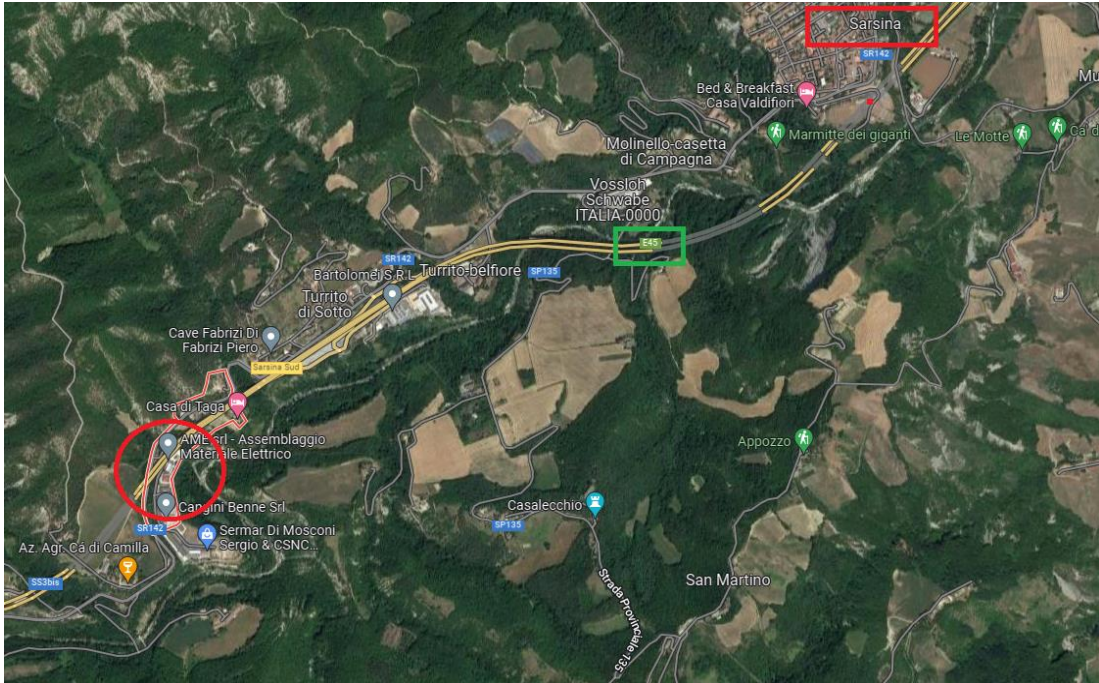 Sarsina
SR142
Mu
Bed & Breakfast
Casa Valdifiori
Marmitte dei giganti
Le Motte
Ca' d
Molinello-casetta
di Campagna
Vossloh
Schwabe
ITALIA.0000
E45
SR142
Bartolomei S.R.L
Turrito-belfiore
SP135
Turrito
di Sotto
Cave Fabrizi Di
Fabrizi Piero
Sarsina Sud
Casa di Taga
AME srl - Assemblaggio
Materiale Elettrico
Appozzo
Cangini Benne Srl
Casalecchio
SP135
SR142
Sermar Di Mosconi
Sergio & CSNC...
Az. Agr. Cà di Camilla
SS3bis
San Martino
Strada Provinciale 135